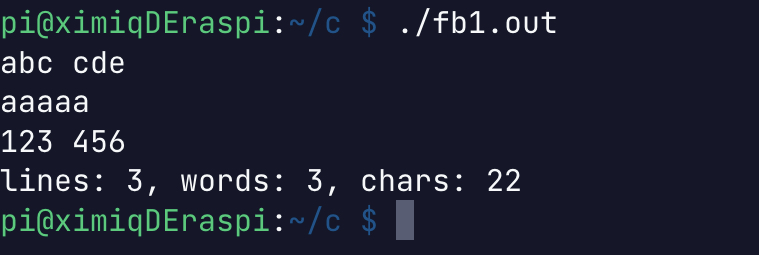 pi@ximiqDEraspi:~/c $ ./fb1.out
abc cde
aaaaa
123 456
lines: 3, words: 3, chars: 22
pi@ximiqDEraspi:~/c $